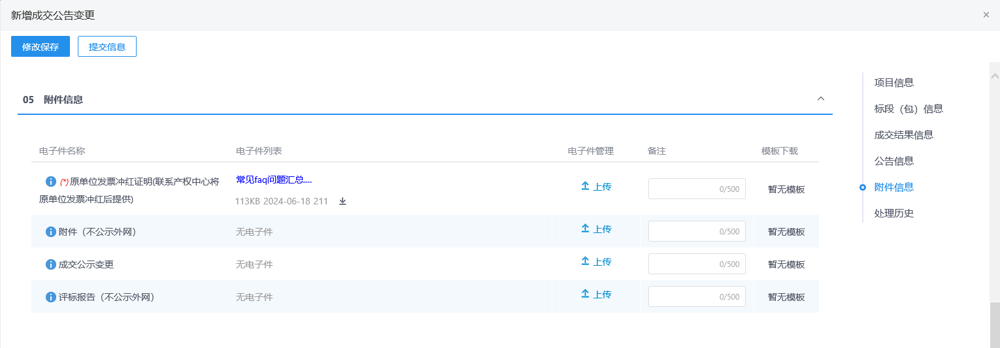 新增成交公告变更
修改保存 提交信息
05 附件信息
电子件名称 电子件列表 电子件管理 备注 模板下载
(*)原单位发票冲红证明(联系产权中心将
原单位发票冲红后提供)
常见faq问题汇总....
113KB 2024-06-18 211
上传 0/500 暂无模板
附件（不公示外网） 无电子件 上传 0/500 暂无模板
成交公示变更 无电子件 上传 0/500 暂无模板
评标报告（不公示外网） 无电子件 上传 0/500 暂无模板
项目信息
标段（包）信息
成交结果信息
公告信息
附件信息
处理历史